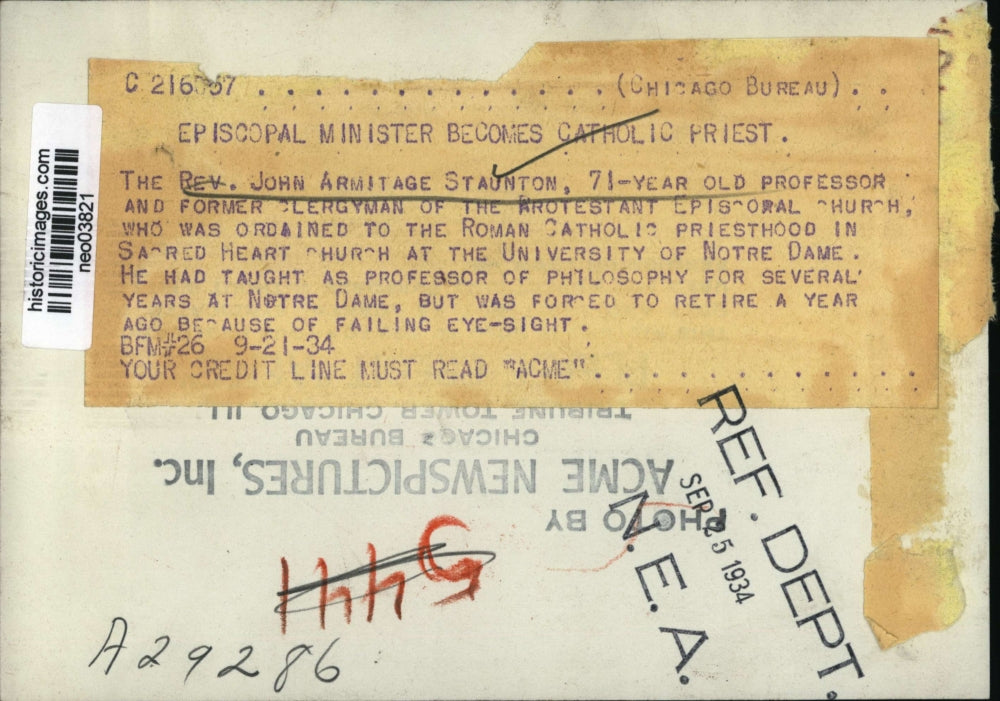 C 216 57 . . . . . . . . . . . . . . (CHICAGO BUREAU) . .
EPISCOPAL MINISTER BECOMES CATHOLIC PRIEST.
THE REV. JOHN ARMITAGE STAUNTON, 71-YEAR OLD PROFESSOR
AND FORMER CLERGYMAN OF THE PROTESTANT EPISCOPAL CHURCH,
WHO WAS ORDAINED TO THE ROMAN CATHOLIC PRIESTHOOD IN
SACRED HEART CHURCH AT THE UNIVERSITY OF NOTRE DAME.
HE HAD TAUGHT AS PROFESSOR OF PHILOSOPHY FOR SEVERAL
YEARS AT NOTRE DAME, BUT WAS FORCED TO RETIRE A YEAR
AGO BECAUSE OF FAILING EYE-SIGHT.
BFM#26 9-21-34
YOUR CREDIT LINE MUST READ "ACME". . . . . . . . . . . . .
historicimages.com
neo03821
PHOTO BY
ACME NEWSPICTURES, Inc.
CHICAGO BUREAU
TRIBUNE TOWER CHICAGO ILL
REF. DEPT.
SEP 25 1934
N. E. A.
5441
A29286